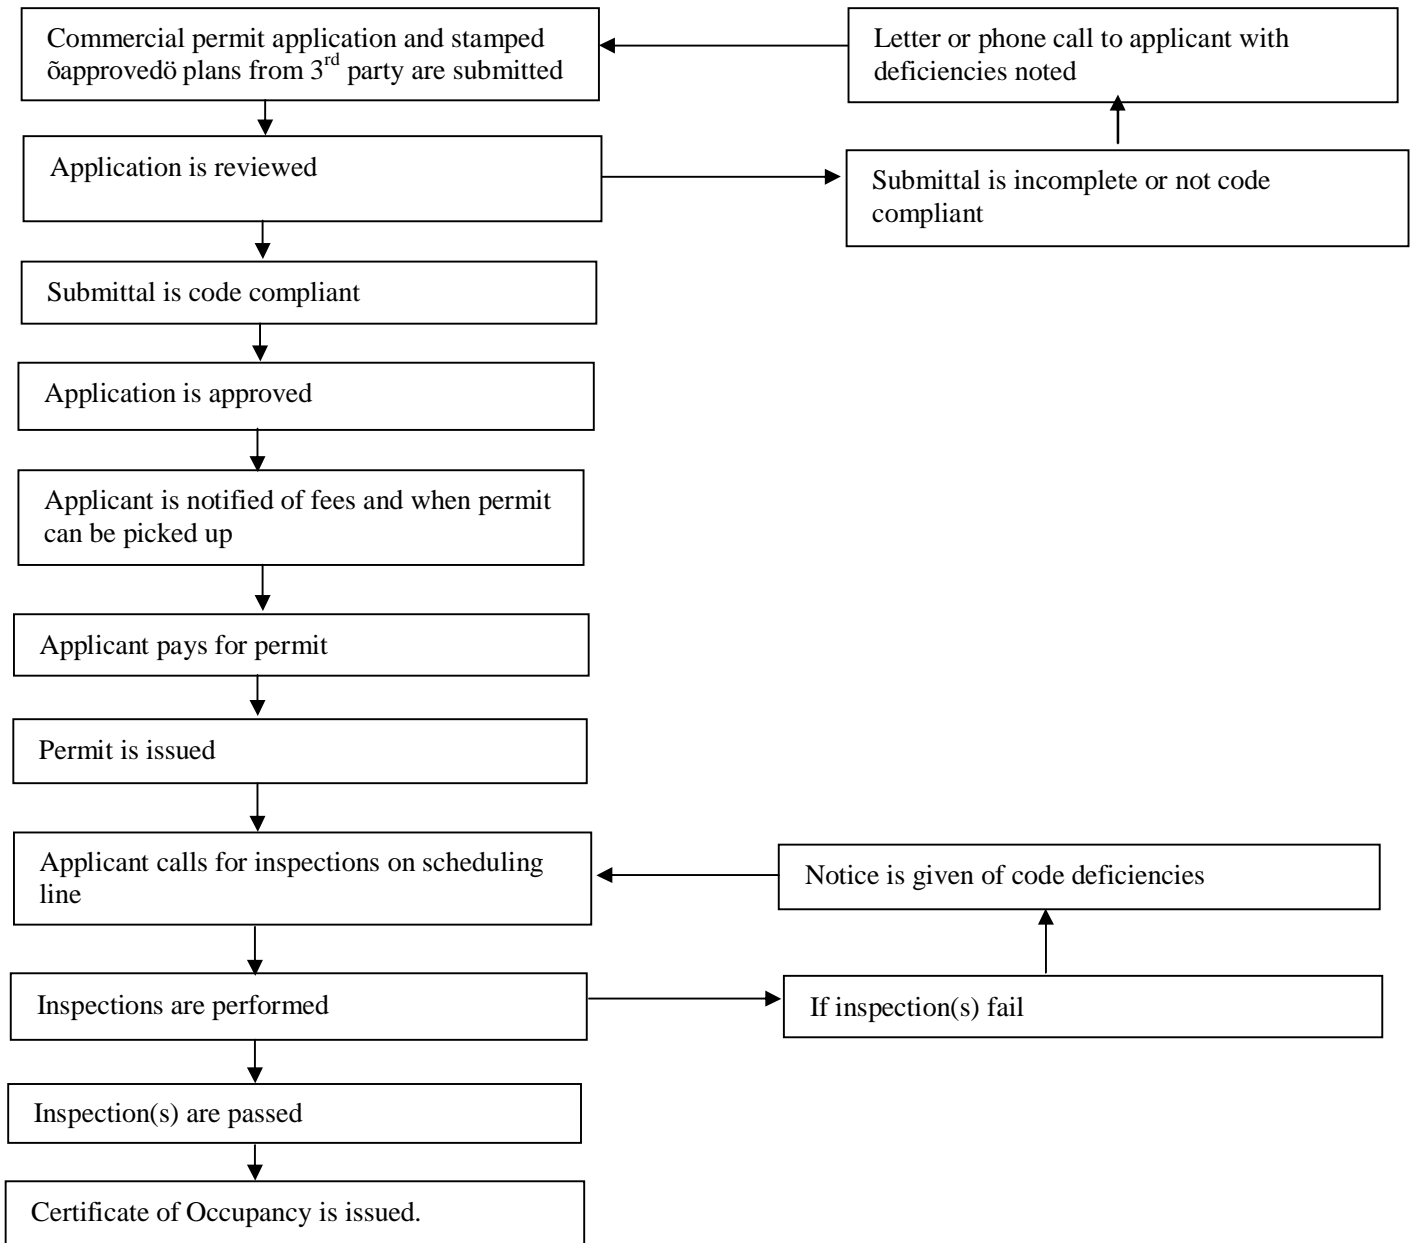 Commercial permit application and stamped
õapprovedö plans from 3rd party are submitted
Letter or phone call to applicant with
deficiencies noted
Application is reviewed
Submittal is incomplete or not code
compliant
Submittal is code compliant
Application is approved
Applicant is notified of fees and when permit
can be picked up
Applicant pays for permit
Permit is issued
Applicant calls for inspections on scheduling
line
Notice is given of code deficiencies
Inspections are performed
If inspection(s) fail
Inspection(s) are passed
Certificate of Occupancy is issued.